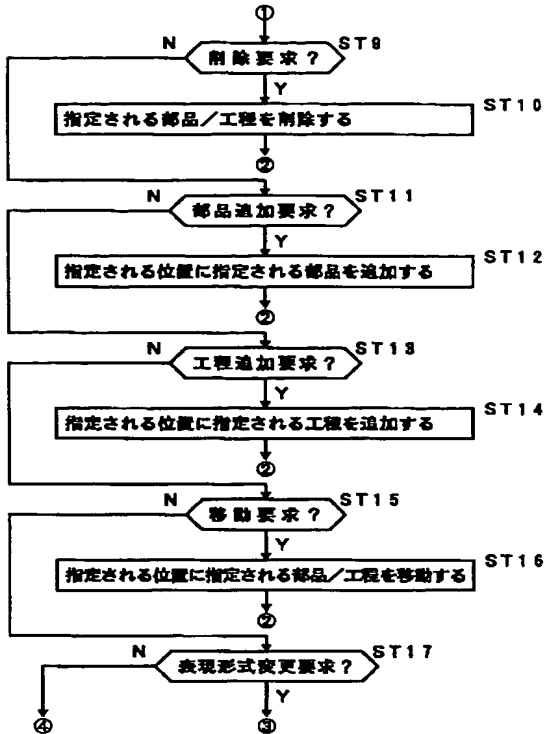 ①
N
削除要求？
ST9
Y
指定される部品／工程を削除する
ST10
②
N
部品追加要求？
ST11
Y
指定される位置に指定される部品を追加する
ST12
②
N
工程追加要求？
ST13
Y
指定される位置に指定される工程を追加する
ST14
②
N
移動要求？
ST15
Y
指定される位置に指定される部品／工程を移動する
ST16
②
N
表現形式変更要求？
ST17
Y
④
③